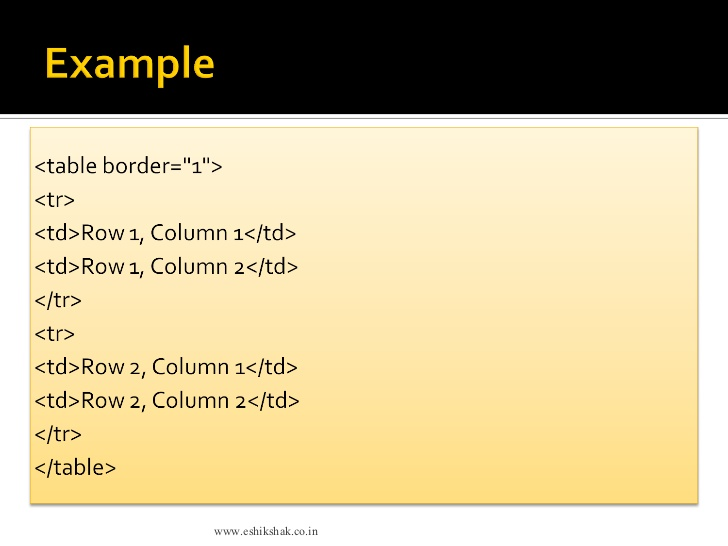 Example
<table border="1">
<tr>
<td>Row 1, Column 1</td>
<td>Row 1, Column 2</td>
</tr>
<tr>
<td>Row 2, Column 1</td>
<td>Row 2, Column 2</td>
</tr>
</table>
www.eshikshak.co.in